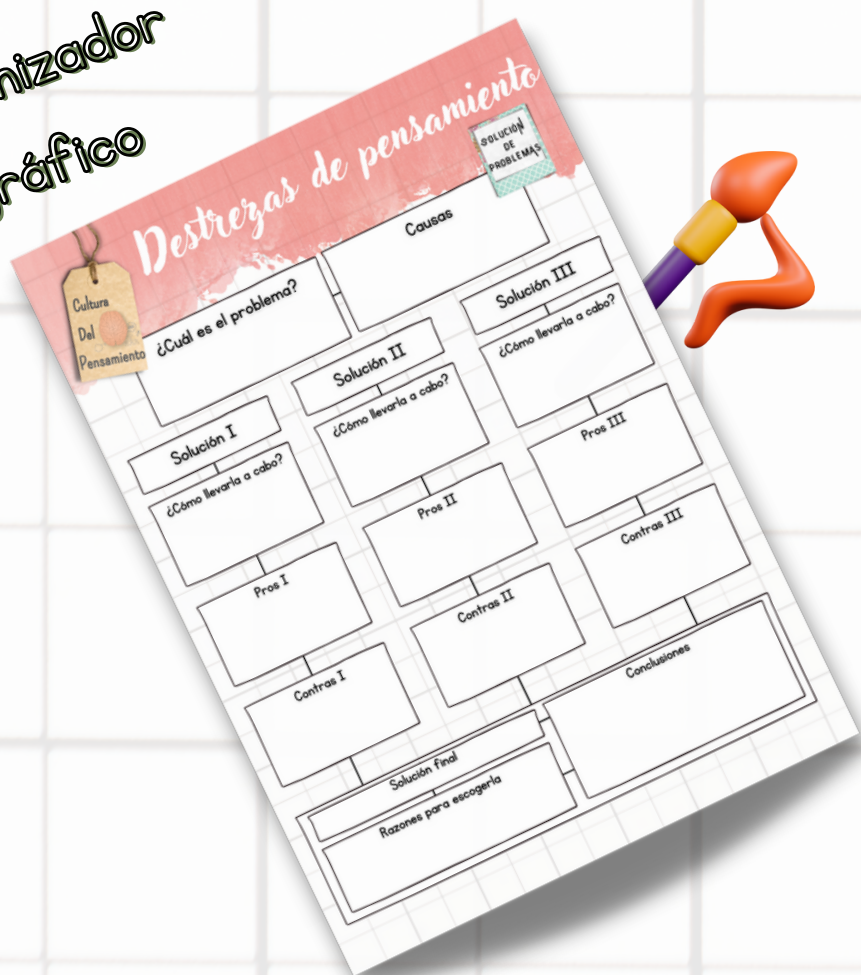 nizador
ráfico
Destrezas de pensamiento
SOLUCIÓN
DE
PROBLEMAS
Cultura
Del
Pensamiento
¿Cuál es el problema?
Causas
Solución I
¿Cómo llevarla a cabo?
Pros I
Contras I
Solución II
¿Cómo llevarla a cabo?
Pros II
Contras II
Solución III
¿Cómo llevarla a cabo?
Pros III
Contras III
Solución final
Razones para escogerla
Conclusiones